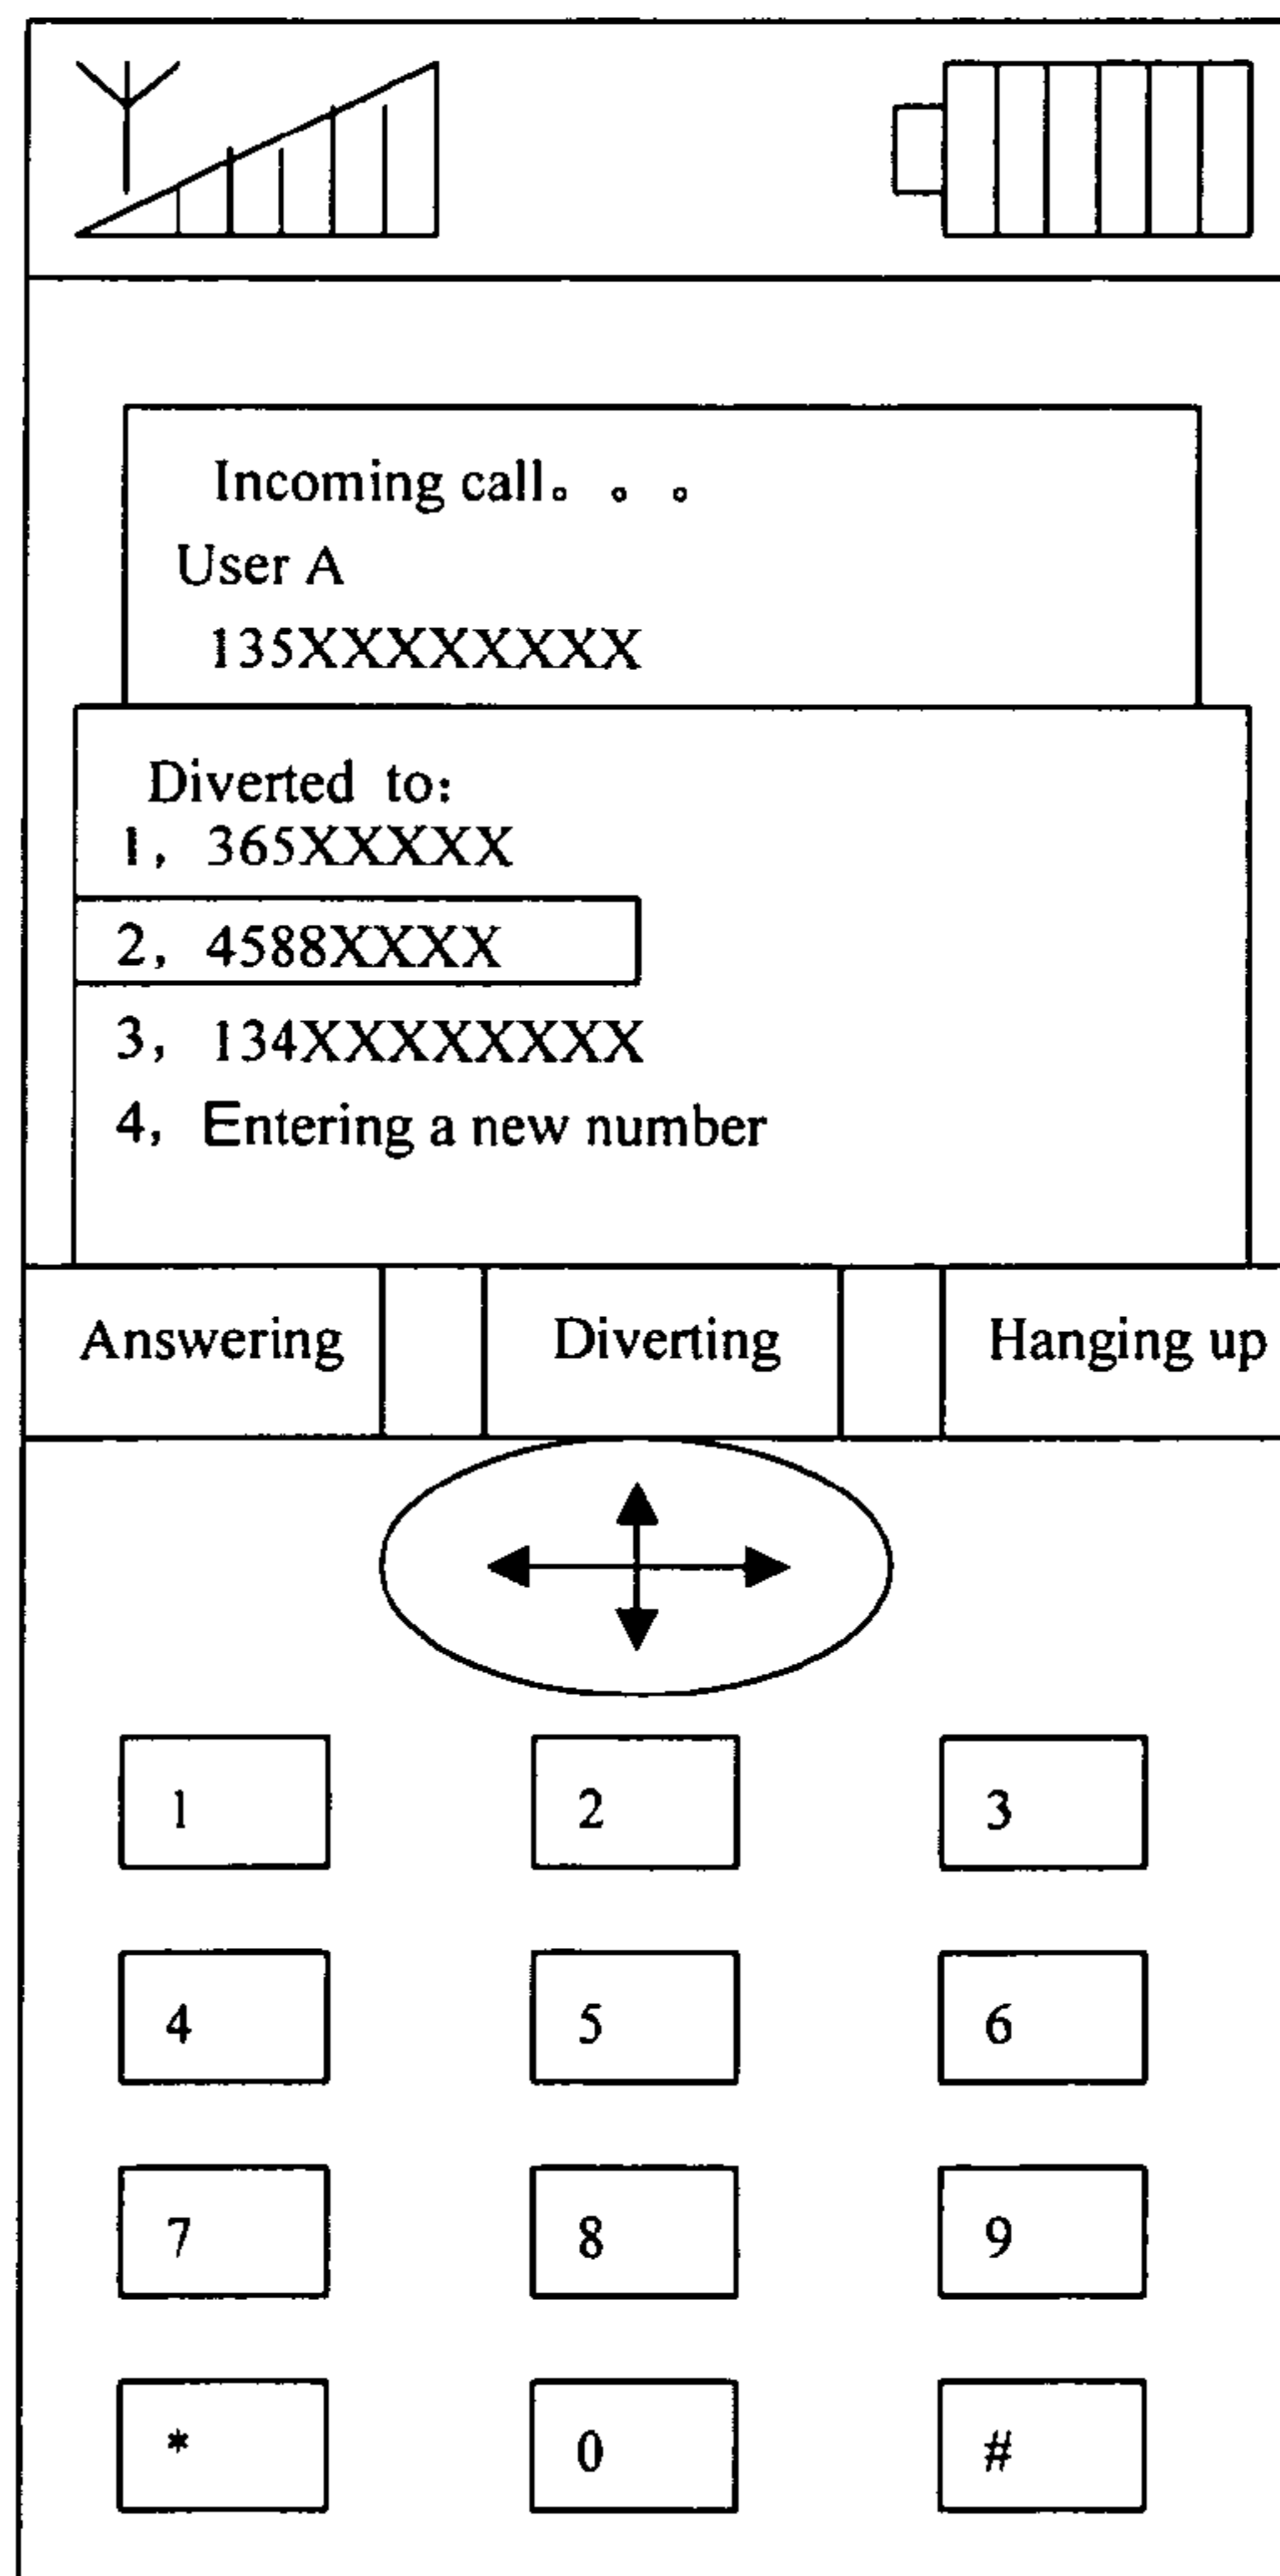 Incoming call。。。
User A
135XXXXXXXX
Diverted to：
1, 365XXXXX
2, 4588XXXX
3, 134XXXXXXXX
4, Entering a new number
Answering Diverting Hanging up
1 2 3
4 5 6
7 8 9
* 0 #